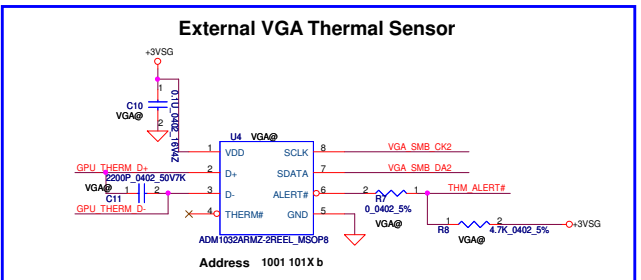 External VGA Thermal Sensor
+3VSG
1
C10
VGA@
2
0.1U_0402_16V4Z
U4 VGA@
1 VDD SCLK 8 VGA_SMB_CK2
GPU_THERM_D+ 2 D+ SDATA 7 VGA_SMB_DA2
2200P_0402_50V7K
VGA@ 1 2 3 D- ALERT# 6 2 R7 1 THM_ALERT#
C11
0_0402_5%
VGA@
GPU_THERM_D- 4 THERM# GND 5
1 R8 2 +3VSG
4.7K_0402_5%
VGA@
ADM1032ARMZ-2REEL_MSOP8
Address 1001 101X b